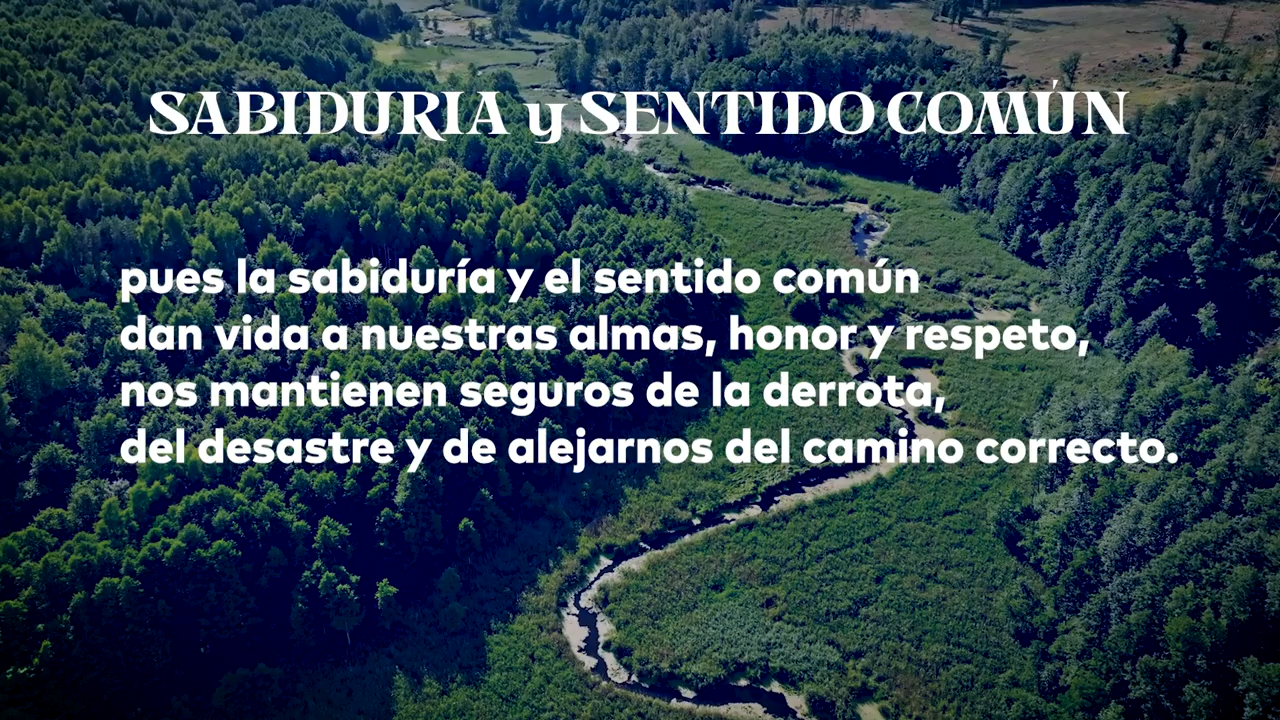 SABIDURIA y SENTIDO COMÚN
pues la sabiduría y el sentido común
dan vida a nuestras almas, honor y respeto,
nos mantienen seguros de la derrota,
del desastre y de alejarnos del camino correcto.